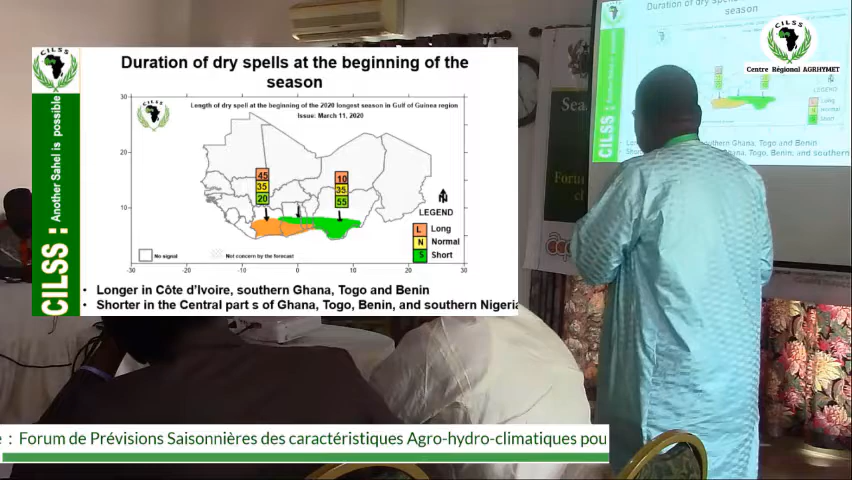 CILSS
CILSS : Another Sahel is possible
Duration of dry spells at the beginning of the
season
Length of dry spell at the beginning of the 2020 longest season in Gulf of Guinea region
Issue: March 11, 2020
CILSS
30
20
10
45
35
20
10
35
55
N
LEGEND
L Long
N Normal
S Short
No signal
Not concern by the forecast
-30
-20
-10
0
10
20
30
• Longer in Côte d'Ivoire, southern Ghana, Togo and Benin
• Shorter in the Central part s of Ghana, Togo, Benin, and southern Nigeria
Duration of dry spells
season
CILSS
Centre Régional AGRHYMET
CILSS
LEGEND
Long
Normal
Short
southern Ghana, Togo and Benin
Ghana, Togo, Benin, and southern
Sea
Forum
: Forum de Prévisions Saisonnières des caractéristiques Agro-hydro-climatiques pou